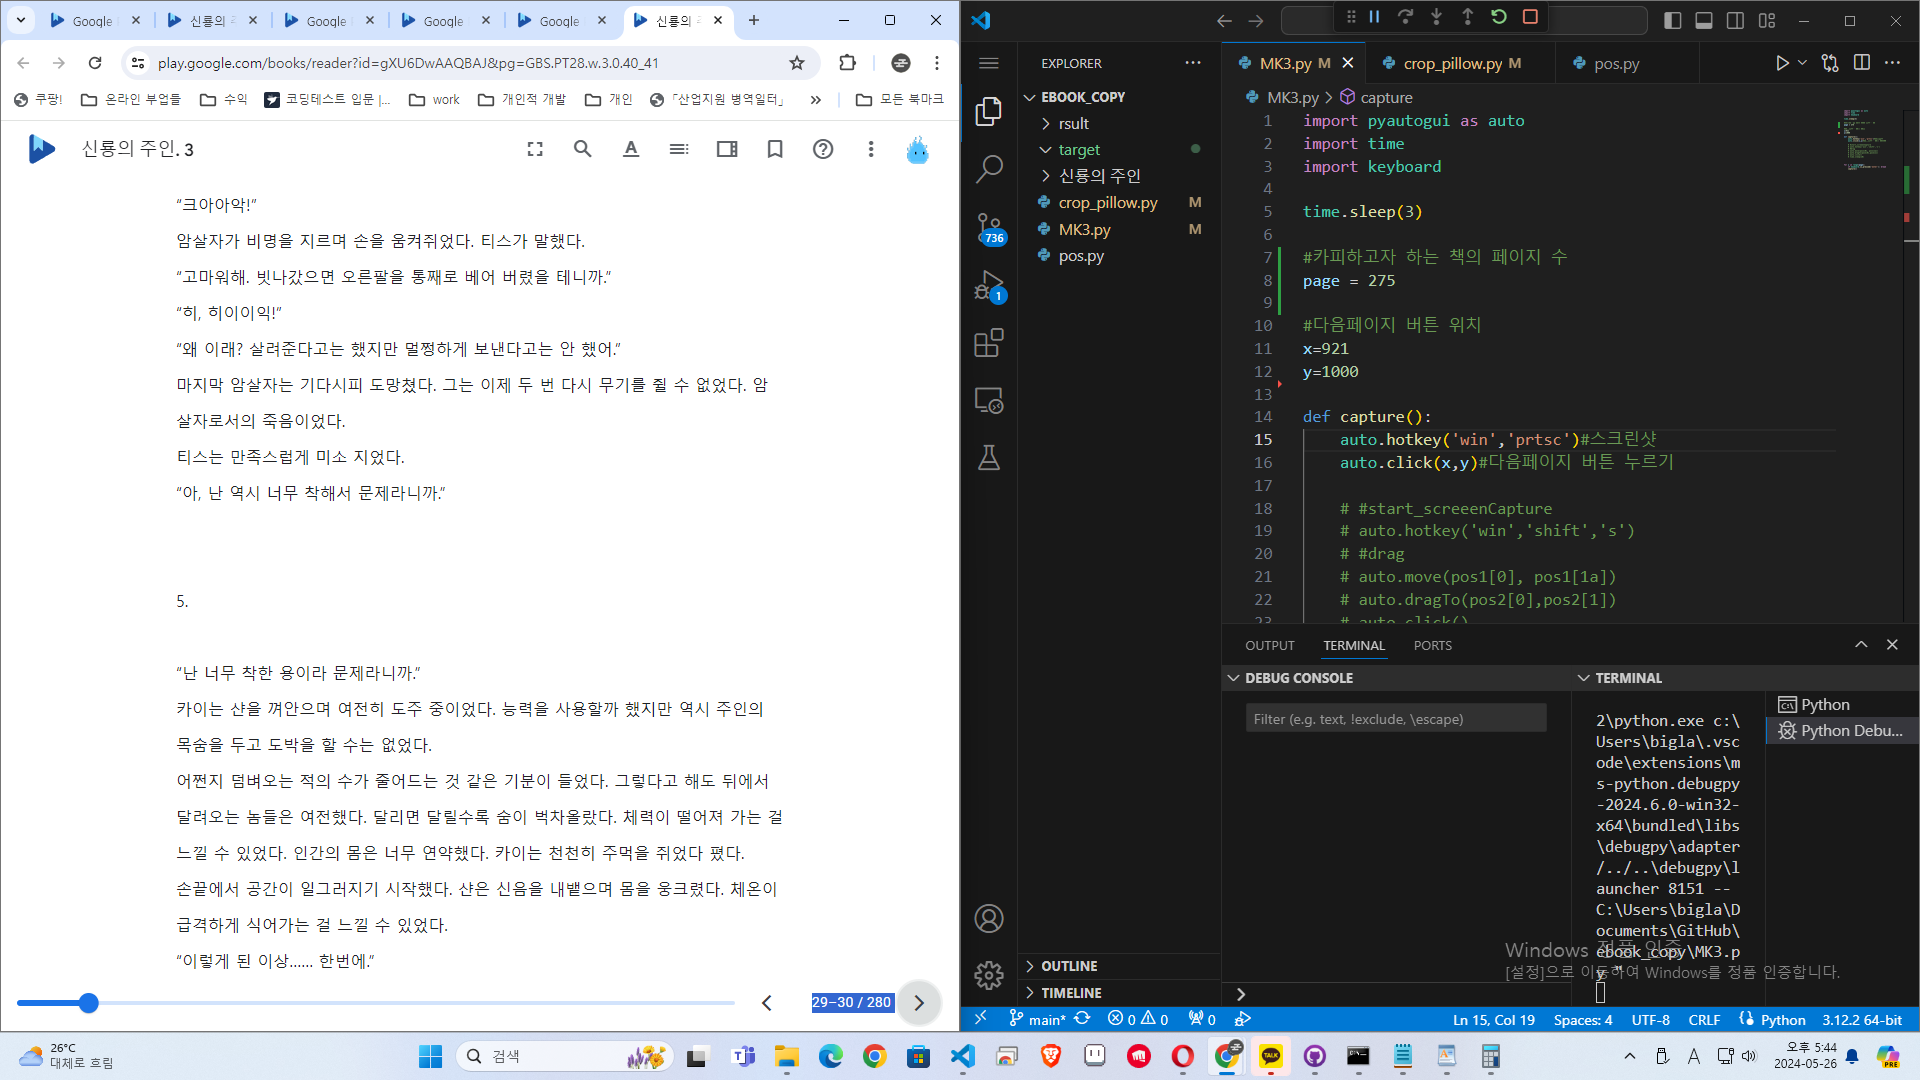 Google
신룡의 주
Google
Google
Google
신룡의 주
play.google.com/books/reader?id=gXU6DwAAQBAJ&pg=GBS.PT28.w.3.0.40_41
쿠팡!
온라인 부업들
수익
코딩테스트 입문 |...
work
개인적 개발
개인
「산업지원 병역일터」
»
모든 북마크
신룡의 주인. 3
“크아아악!”
암살자가 비명을 지르며 손을 움켜쥐었다. 티스가 말했다.
“고마워해. 빗나갔으면 오른팔을 통째로 베어 버렸을 테니까.”
“히, 히이이익!”
“왜 이래? 살려준다고는 했지만 멀쩡하게 보낸다고는 안 했어.”
마지막 암살자는 기다시피 도망쳤다. 그는 이제 두 번 다시 무기를 쥘 수 없었다. 암
살자로서의 죽음이었다.
티스는 만족스럽게 미소 지었다.
“아, 난 역시 너무 착해서 문제라니까.”
5.
“난 너무 착한 용이라 문제라니까.”
카이는 샨을 껴안으며 여전히 도주 중이었다. 능력을 사용할까 했지만 역시 주인의
목숨을 두고 도박을 할 수는 없었다.
어쩐지 덤벼오는 적의 수가 줄어드는 것 같은 기분이 들었다. 그렇다고 해도 뒤에서
달려오는 놈들은 여전했다. 달리면 달릴수록 숨이 벅차올랐다. 체력이 떨어져 가는 걸
느낄 수 있었다. 인간의 몸은 너무 연약했다. 카이는 천천히 주먹을 쥐었다 폈다.
손끝에서 공간이 일그러지기 시작했다. 샨은 신음을 내뱉으며 몸을 웅크렸다. 체온이
급격하게 식어가는 걸 느낄 수 있었다.
“이렇게 된 이상...... 한번에.”
29–30 / 280
EXPLORER
EBOOK_COPY
rsult
target
신룡의 주인
crop_pillow.py M
MK3.py M
pos.py
736
1
OUTLINE
TIMELINE
MK3.py M
crop_pillow.py M
pos.py
MK3.py > capture
1 import pyautogui as auto
2 import time
3 import keyboard
4
5 time.sleep(3)
6
7 #카피하고자 하는 책의 페이지 수
8 page = 275
9
10 #다음페이지 버튼 위치
11 x=921
12 y=1000
13
14 def capture():
15 auto.hotkey('win','prtsc')#스크린샷
16 auto.click(x,y)#다음페이지 버튼 누르기
17
18 # #start_screeenCapture
19 # auto.hotkey('win','shift','s')
20 # #drag
21 # auto.move(pos1[0], pos1[1a])
22 # auto.dragTo(pos2[0],pos2[1])
23 # auto.click()
OUTPUT
TERMINAL
PORTS
DEBUG CONSOLE
Filter (e.g. text, !exclude, \escape)
TERMINAL
2\python.exe c:\
Users\bigla\.vsc
ode\extensions\m
s-python.debugpy
-2024.6.0-win32-
x64\bundled\libs
\debugpy\adapter
/../..\debugpy\l
auncher 8151 --
C:\Users\bigla\D
ocuments\GitHub\
ebook_copy\MK3.p
y "
Python
Python Debu...
Windows 정품 인증
[설정]으로 이동하여 Windows를 정품 인증합니다.
main*
0 0
0
Ln 15, Col 19
Spaces: 4
UTF-8
CRLF
Python
3.12.2 64-bit
26°C
대체로 흐림
검색
TALK
A
오후 5:44
2024-05-26
PRE